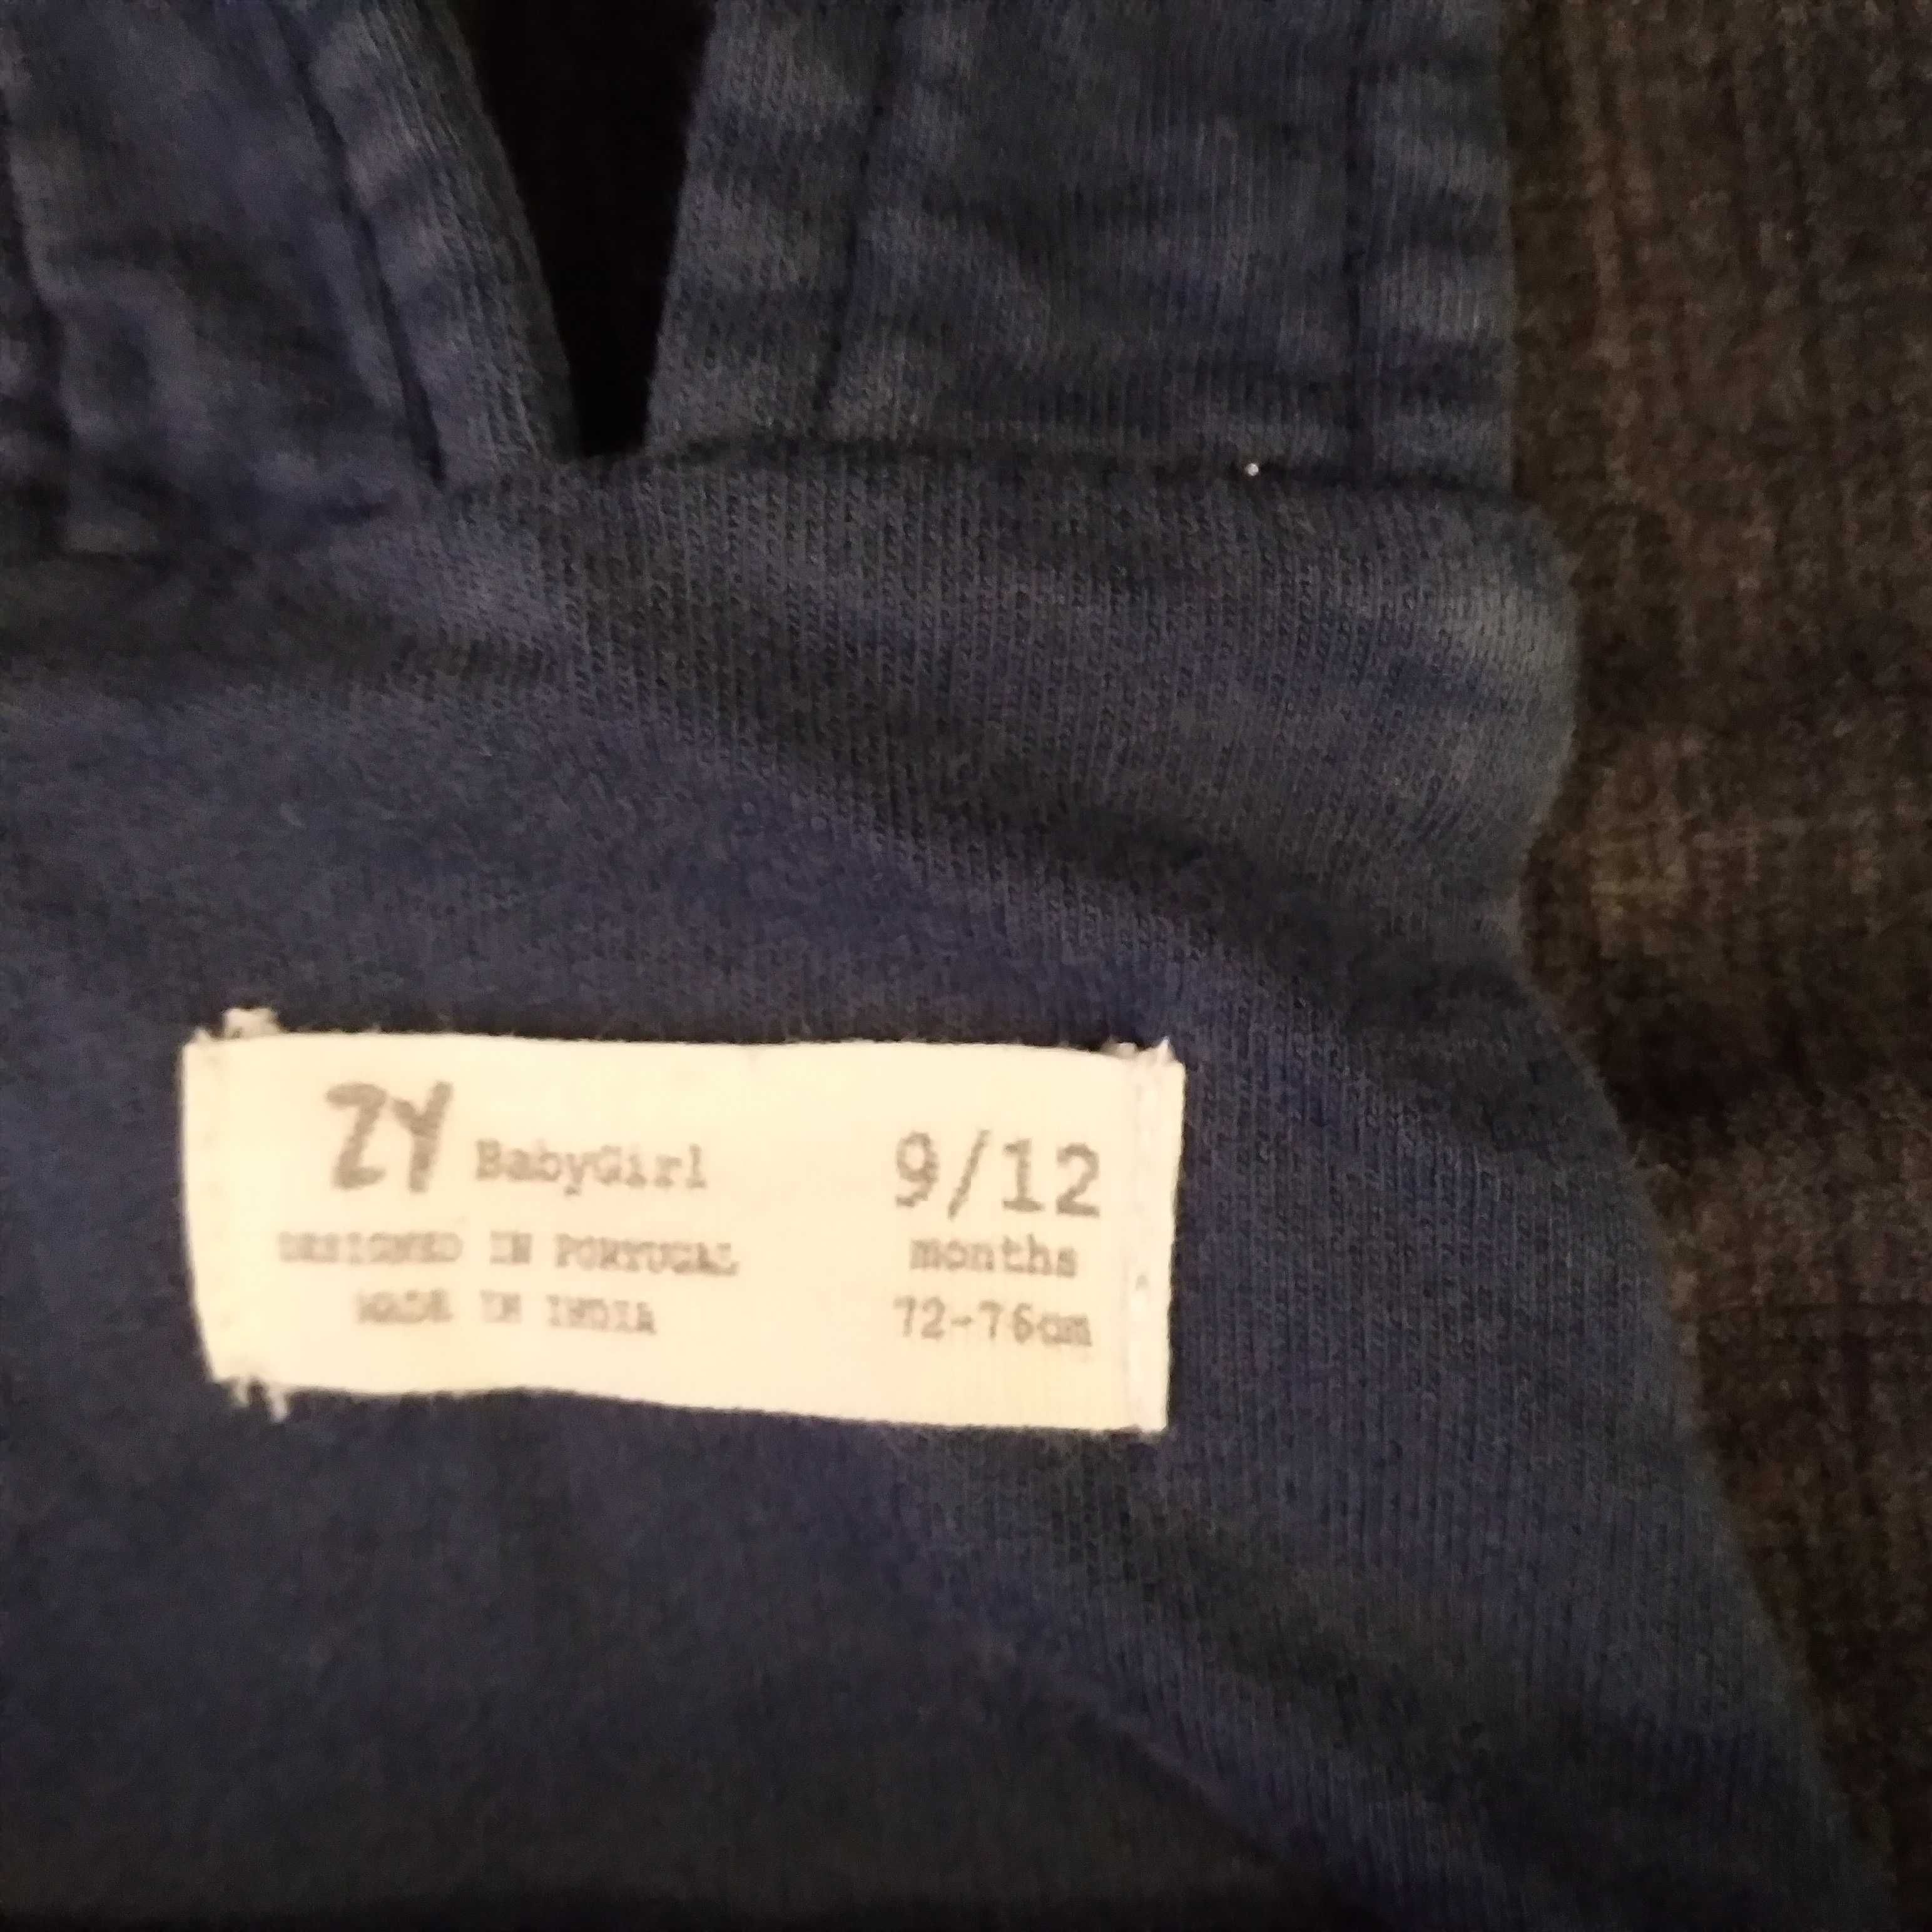 ZY BabyGirl
DESIGNED IN PORTUGAL
MADE IN INDIA
9/12
months
72-76cm